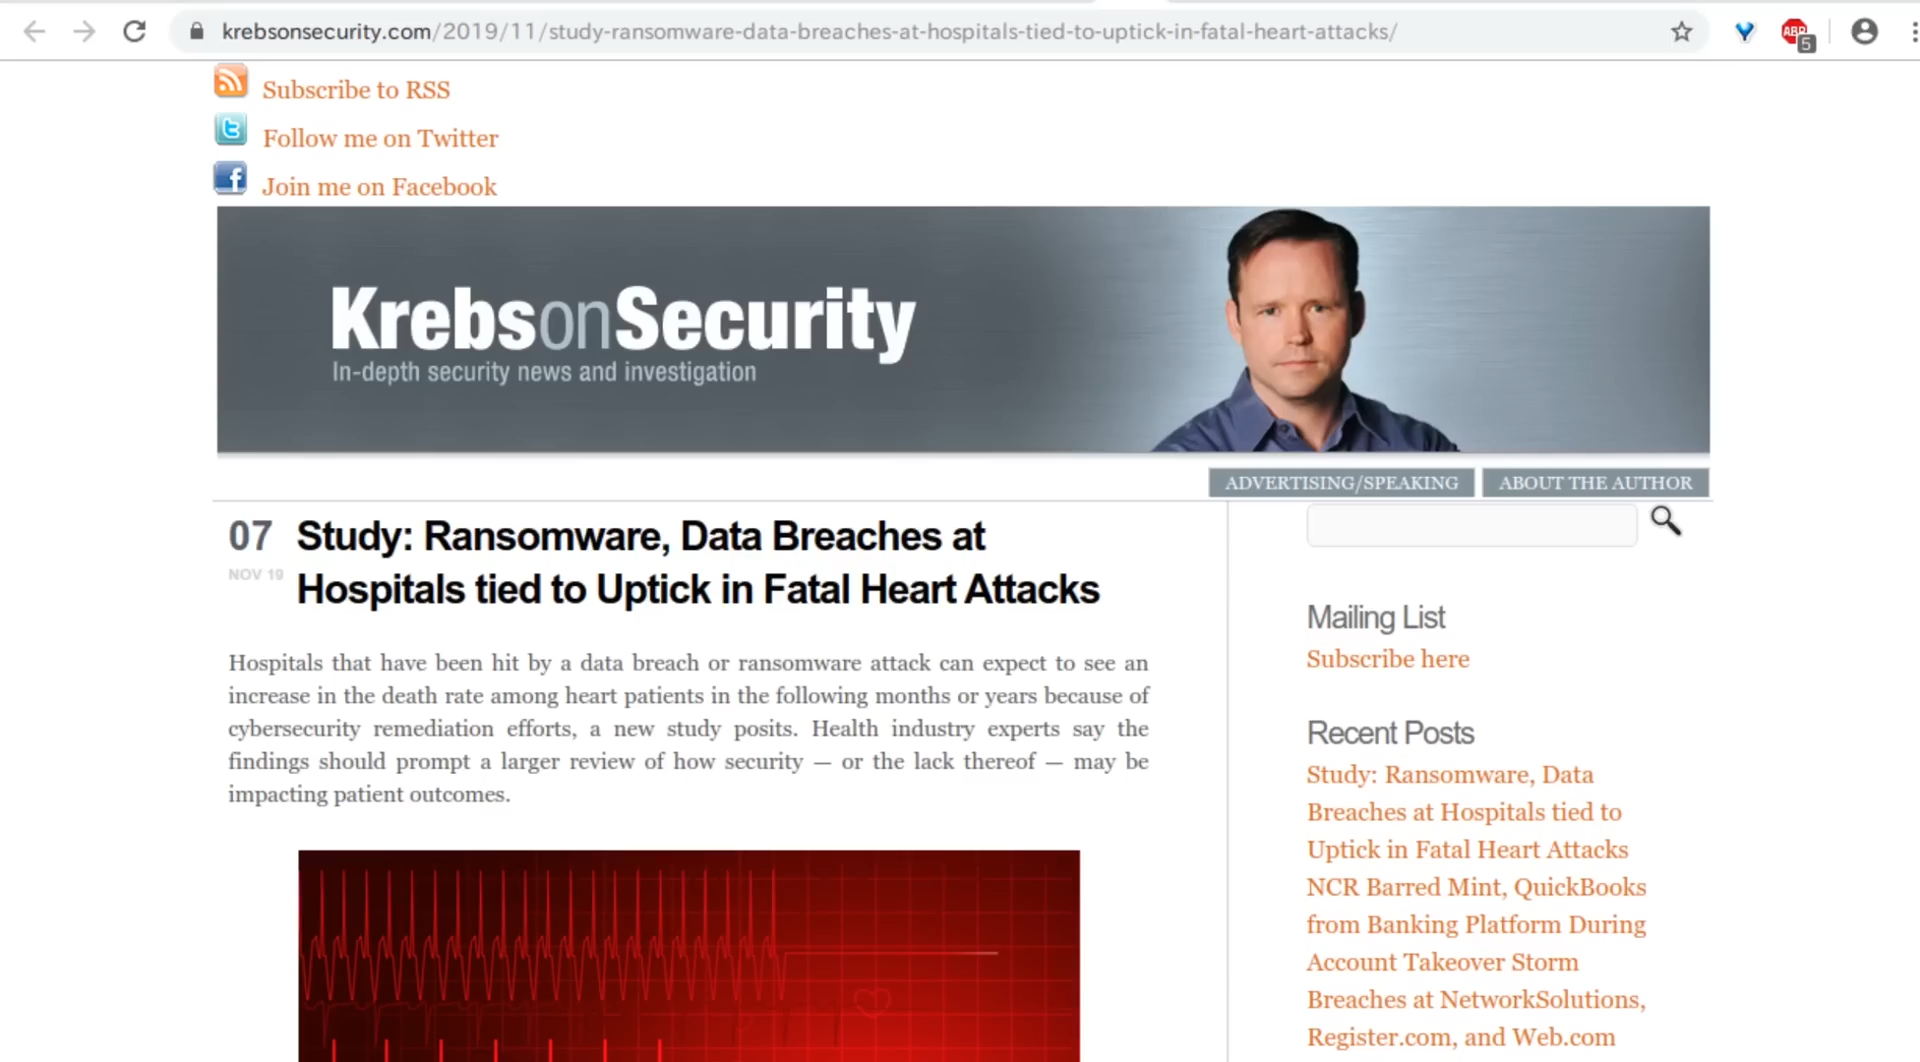 krebsonsecurity.com/2019/11/study-ransomware-data-breaches-at-hospitals-tied-to-uptick-in-fatal-heart-attacks/
ABP
5
Subscribe to RSS
Follow me on Twitter
Join me on Facebook
KrebsonSecurity
In-depth security news and investigation
ADVERTISING/SPEAKING
ABOUT THE AUTHOR
07
NOV 19
Study: Ransomware, Data Breaches at
Hospitals tied to Uptick in Fatal Heart Attacks
Hospitals that have been hit by a data breach or ransomware attack can expect to see an
increase in the death rate among heart patients in the following months or years because of
cybersecurity remediation efforts, a new study posits. Health industry experts say the
findings should prompt a larger review of how security — or the lack thereof — may be
impacting patient outcomes.
Mailing List
Subscribe here
Recent Posts
Study: Ransomware, Data
Breaches at Hospitals tied to
Uptick in Fatal Heart Attacks
NCR Barred Mint, QuickBooks
from Banking Platform During
Account Takeover Storm
Breaches at NetworkSolutions,
Register.com, and Web.com